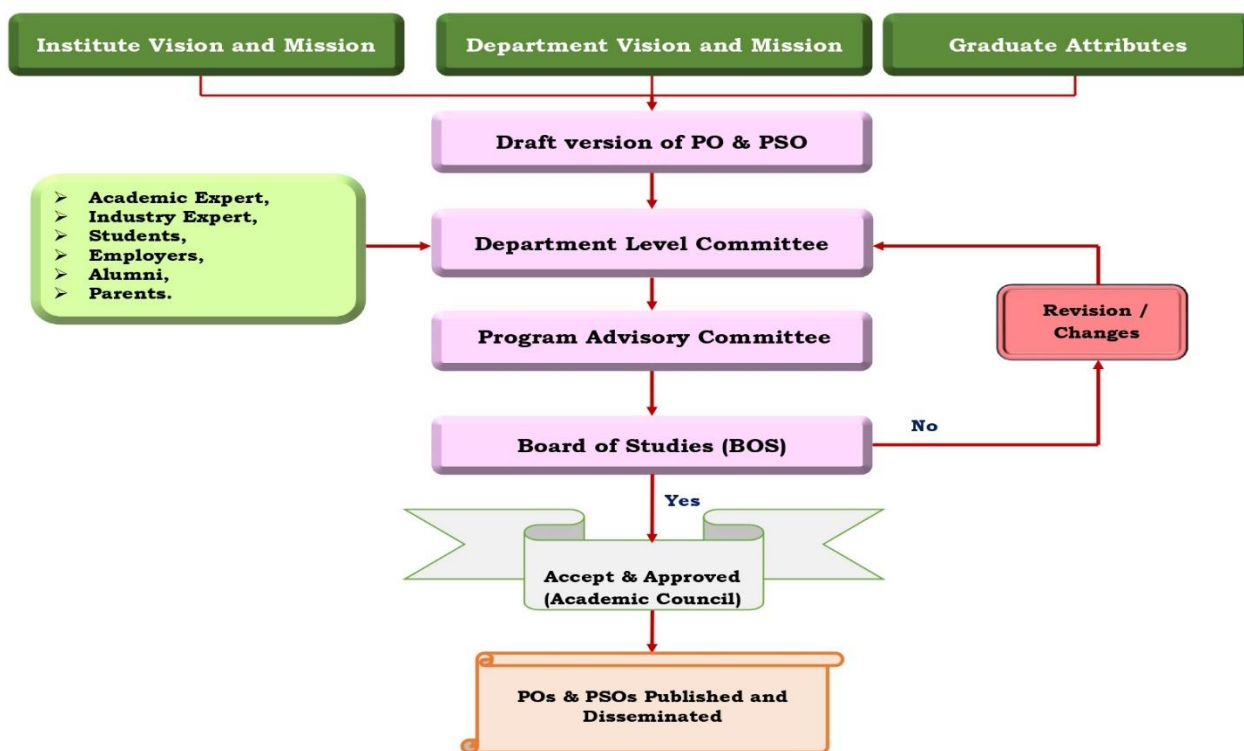 Institute Vision and Mission
Department Vision and Mission
Graduate Attributes
Draft version of PO & PSO
➢ Academic Expert,
➢ Industry Expert,
➢ Students,
➢ Employers,
➢ Alumni,
➢ Parents.
Department Level Committee
Revision /
Changes
Program Advisory Committee
Board of Studies (BOS)
No
Yes
Accept & Approved
(Academic Council)
POs & PSOs Published and
Disseminated